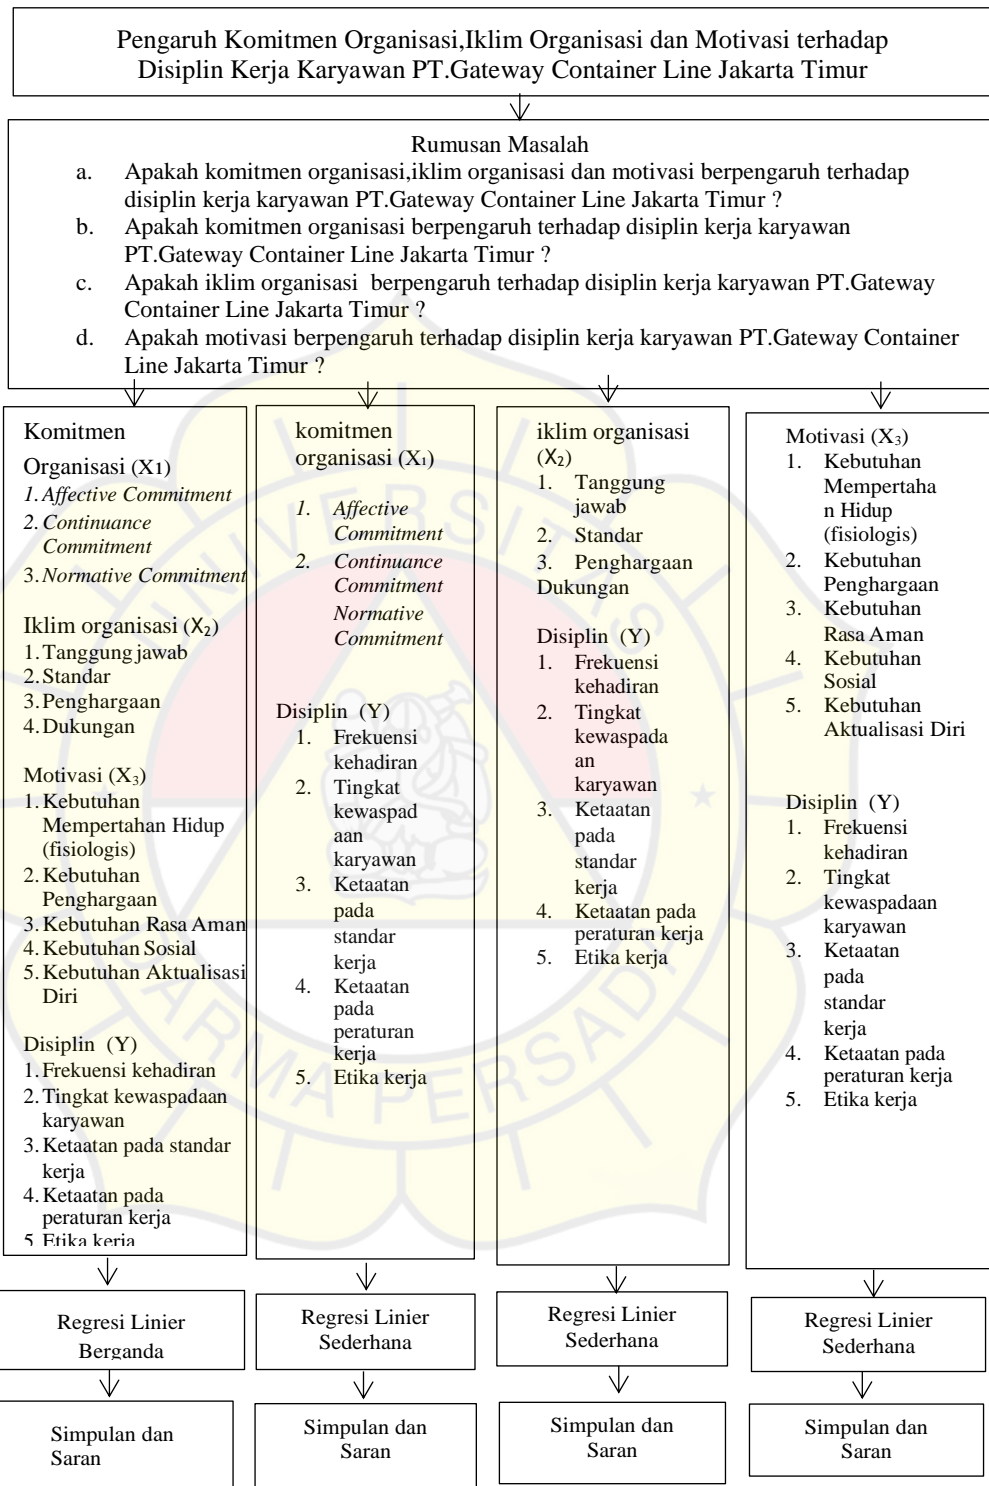 Pengaruh Komitmen Organisasi,Iklim Organisasi dan Motivasi terhadap
Disiplin Kerja Karyawan PT.Gateway Container Line Jakarta Timur
Rumusan Masalah
a. Apakah komitmen organisasi,iklim organisasi dan motivasi berpengaruh terhadap
disiplin kerja karyawan PT.Gateway Container Line Jakarta Timur ?
b. Apakah komitmen organisasi berpengaruh terhadap disiplin kerja karyawan
PT.Gateway Container Line Jakarta Timur ?
c. Apakah iklim organisasi berpengaruh terhadap disiplin kerja karyawan PT.Gateway
Container Line Jakarta Timur ?
d. Apakah motivasi berpengaruh terhadap disiplin kerja karyawan PT.Gateway Container
Line Jakarta Timur ?
Komitmen
Organisasi (X1)
1. Affective Commitment
2. Continuance
Commitment
3. Normative Commitment
Iklim organisasi (X₂)
1. Tanggung jawab
2. Standar
3. Penghargaan
4. Dukungan
Motivasi (X₃)
1. Kebutuhan
Mempertahan Hidup
(fisiologis)
2. Kebutuhan
Penghargaan
3. Kebutuhan Rasa Aman
4. Kebutuhan Sosial
5. Kebutuhan Aktualisasi
Diri
Disiplin (Y)
1. Frekuensi kehadiran
2. Tingkat kewaspadaan
karyawan
3. Ketaatan pada standar
kerja
4. Ketaatan pada
peraturan kerja
5 Etika kerja
komitmen
organisasi (X₁)
1. Affective
Commitment
2. Continuance
Commitment
Normative
Commitment
Disiplin (Y)
1. Frekuensi
kehadiran
2. Tingkat
kewaspad
aan
karyawan
3. Ketaatan
pada
standar
kerja
4. Ketaatan
pada
peraturan
kerja
5. Etika kerja
iklim organisasi
(X₂)
1. Tanggung
jawab
2. Standar
3. Penghargaan
Dukungan
Disiplin (Y)
1. Frekuensi
kehadiran
2. Tingkat
kewaspada
an
karyawan
3. Ketaatan
pada
standar
kerja
4. Ketaatan pada
peraturan kerja
5. Etika kerja
Motivasi (X₃)
1. Kebutuhan
Mempertaha
n Hidup
(fisiologis)
2. Kebutuhan
Penghargaan
3. Kebutuhan
Rasa Aman
4. Kebutuhan
Sosial
5. Kebutuhan
Aktualisasi Diri
Disiplin (Y)
1. Frekuensi
kehadiran
2. Tingkat
kewaspadaan
karyawan
3. Ketaatan
pada
standar
kerja
4. Ketaatan pada
peraturan kerja
5. Etika kerja
Regresi Linier
Berganda
Regresi Linier
Sederhana
Regresi Linier
Sederhana
Regresi Linier
Sederhana
Simpulan dan
Saran
Simpulan dan
Saran
Simpulan dan
Saran
Simpulan dan
Saran
UNIVERSITAS
DARMA PERSADA